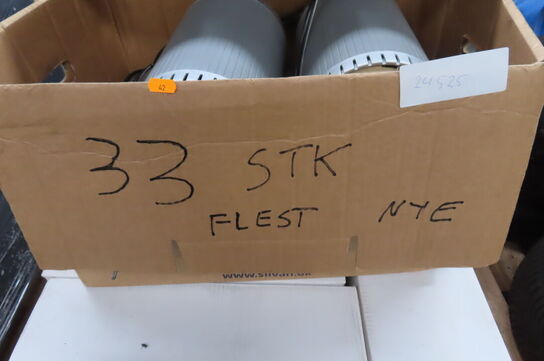 42
24525
33 STK
FLEST NYE
www.silvan.dk